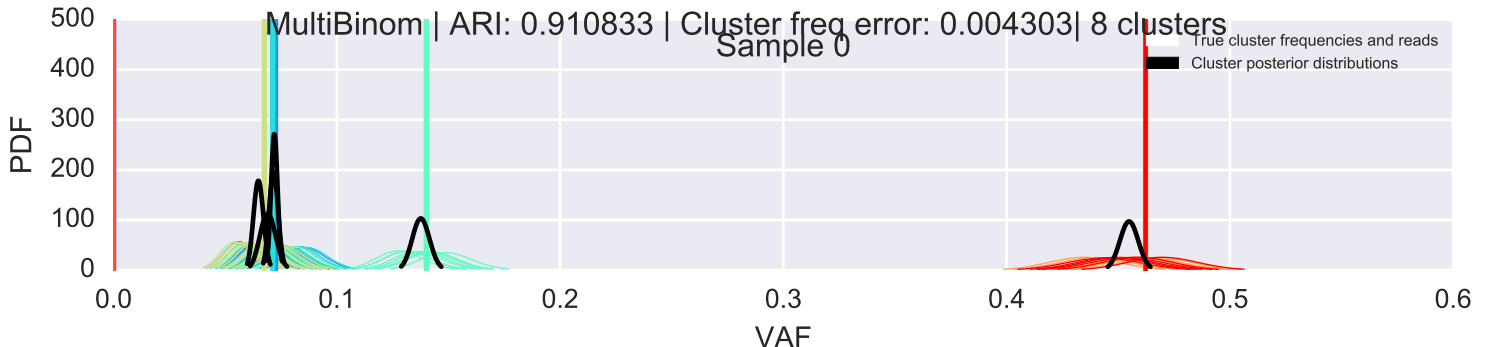 MultiBinom | ARI: 0.910833 | Cluster freq error: 0.004303| 8 clusters
Sample 0
True cluster frequencies and reads
Cluster posterior distributions
500
400
300
200
100
0
PDF
0.0 0.1 0.2 0.3 0.4 0.5 0.6
VAF